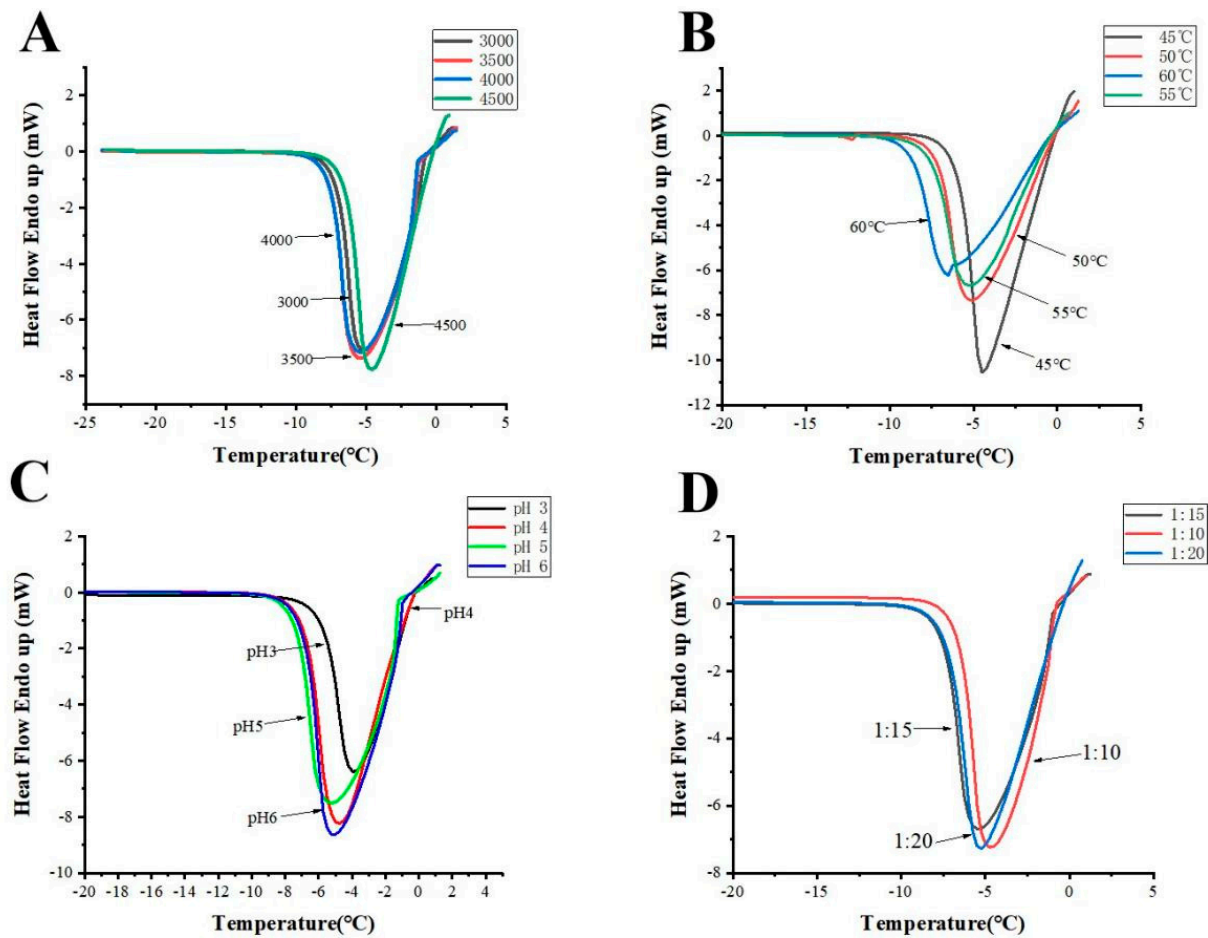 A
3000
3500
4000
4500
Heat Flow Endo up (mW)
2
0
-2
-4
-6
-8
4000
3000
3500
4500
-25 -20 -15 -10 -5 0 5
Temperature(°C)
B
45℃
50℃
60℃
55℃
Heat Flow Endo up (mW)
2
0
-2
-4
-6
-8
-10
-12
60°C
50°C
55°C
45°C
-20 -15 -10 -5 0 5
Temperature(°C)
C
pH 3
pH 4
pH 5
pH 6
Heat Flow Endo up (mW)
2
0
-2
-4
-6
-8
-10
pH4
pH3
pH5
pH6
-20 -18 -16 -14 -12 -10 -8 -6 -4 -2 0 2 4
Temperature(°C)
D
1:15
1:10
1:20
Heat Flow Endo up (mW)
2
0
-2
-4
-6
-8
1:15
1:10
1:20
-20 -15 -10 -5 0 5
Temperature(°C)